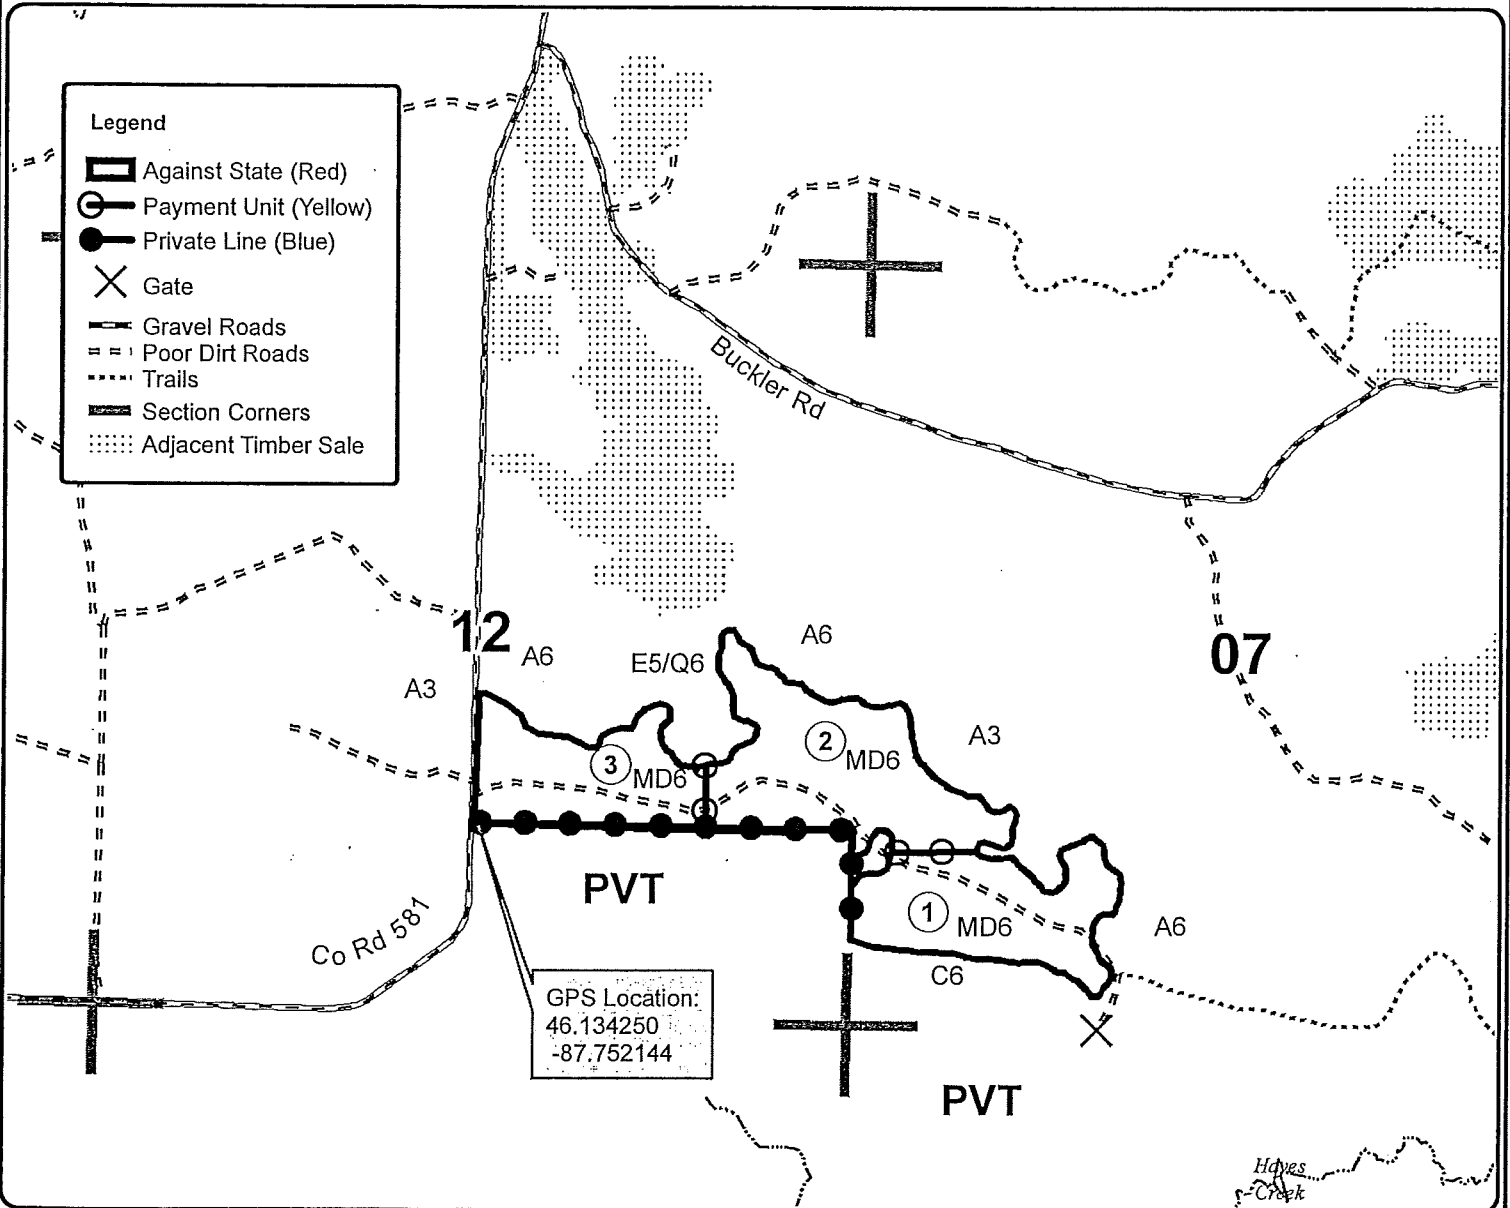 Legend
Against State (Red)
Payment Unit (Yellow)
Private Line (Blue)
Gate
Gravel Roads
Poor Dirt Roads
Trails
Section Corners
Adjacent Timber Sale
Buckler Rd
12
07
A6
A6
E5/Q6
A3
A3
2
MD6
3
MD6
PVT
1
MD6
A6
Co Rd 581
C6
GPS Location:
46.134250
-87.752144
PVT
Hayes
Creek